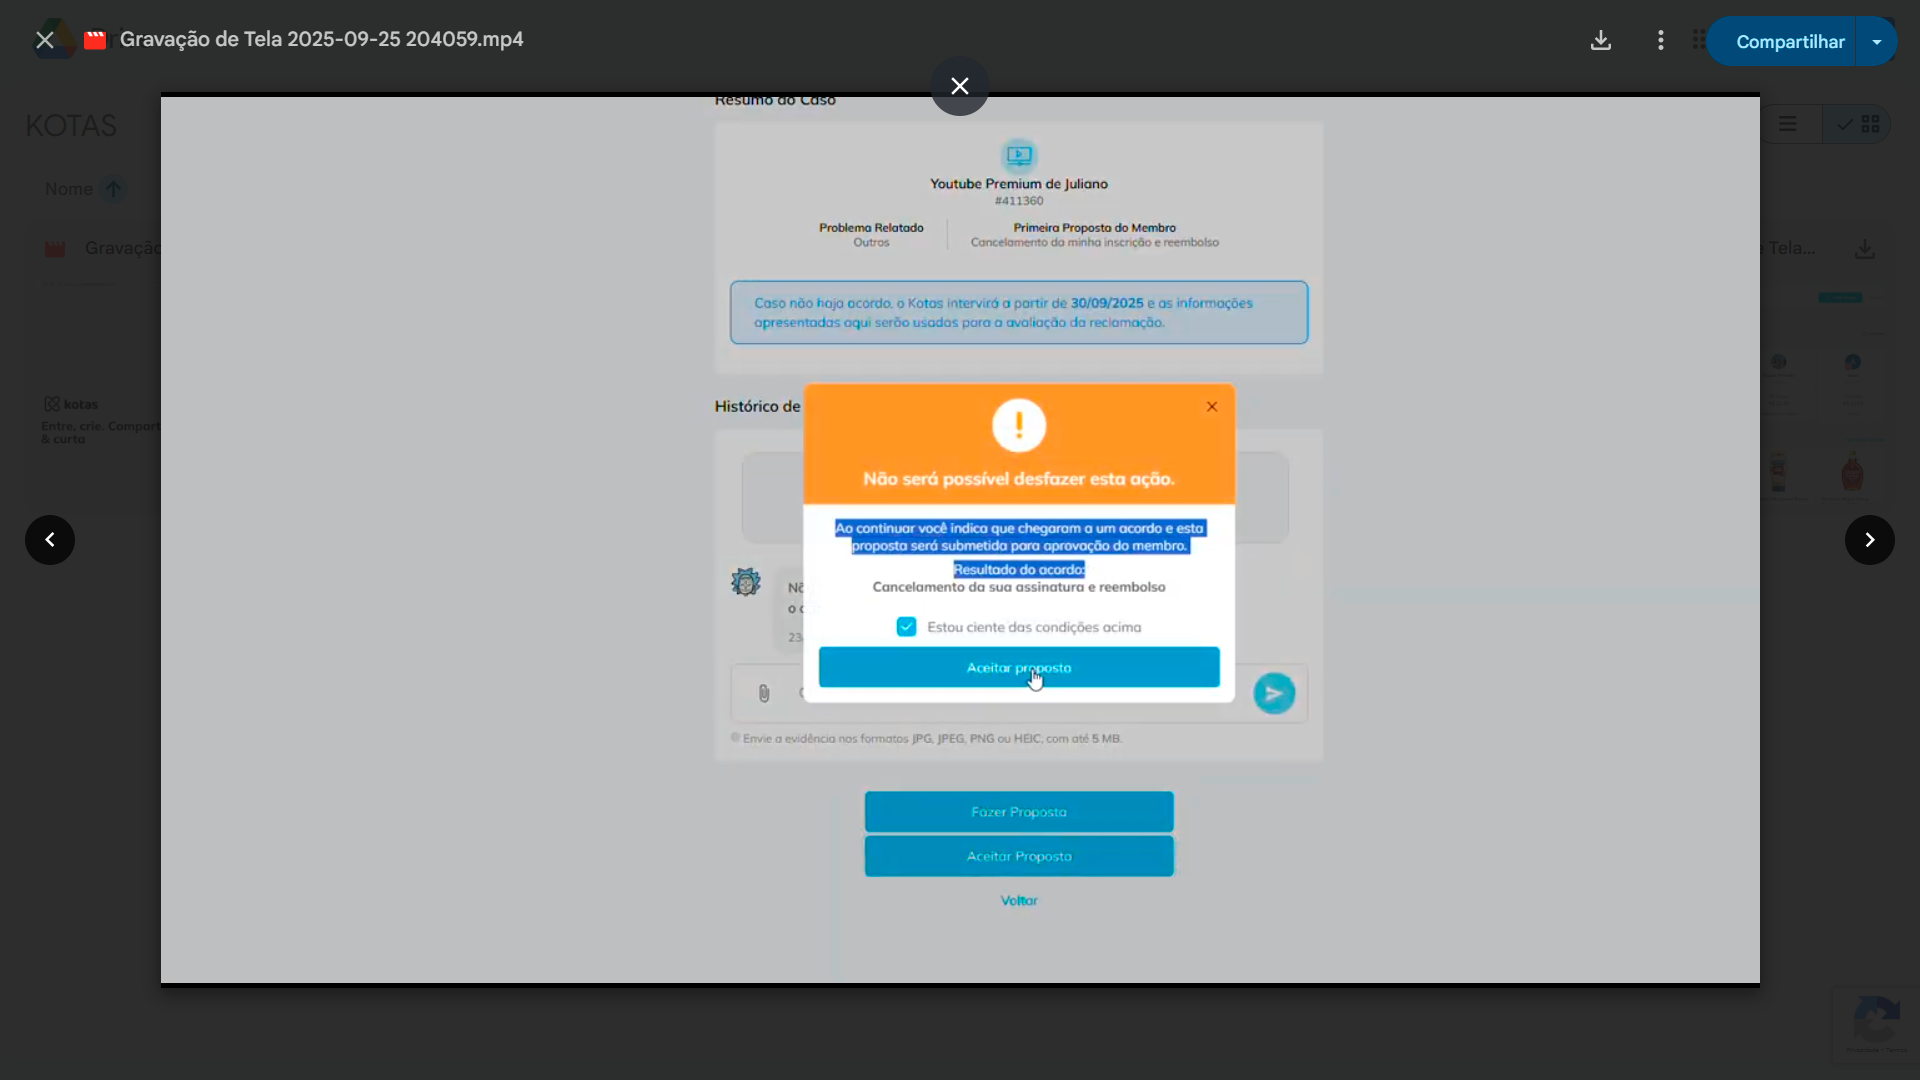 Gravação de Tela 2025-09-25 204059.mp4
Compartilhar
KOTAS
Nome
Gravação
Tela...
kotas
Entre, crie. Compart
& curta
Resumo do Caso
Youtube Premium de Juliano
#411360
Problema Relatado
Outros
Primeira Proposta do Membro
Cancelamento da minha inscrição e reembolso
Caso não haja acordo, o Kotas intervirá a partir de 30/09/2025 e as informações
apresentadas aqui serão usadas para a avaliação da reclamação.
Histórico de
Não será possível desfazer esta ação.
Ao continuar você indica que chegaram a um acordo e esta
proposta será submetida para aprovação do membro.
Resultado do acordo:
Cancelamento da sua assinatura e reembolso
Estou ciente das condições acima
Aceitar proposta
Envie a evidência nos formatos JPG, JPEG, PNG ou HEIC, com até 5 MB.
Fazer Proposta
Aceitar Proposta
Voltar